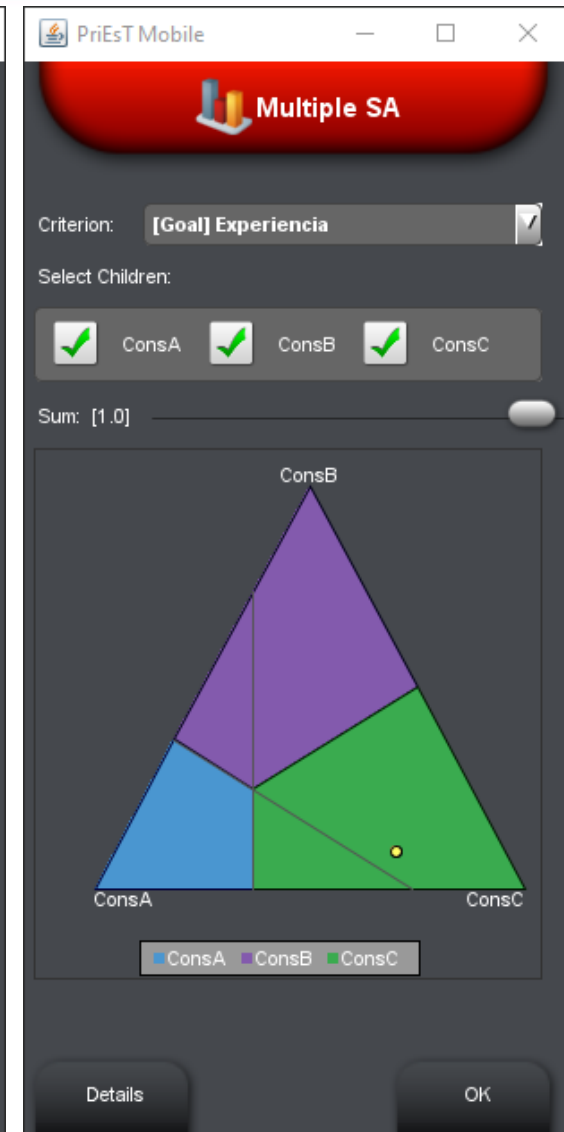 PriEsT Mobile
Multiple SA
Criterion: [Goal] Experiencia
Select Children:
ConsA ConsB ConsC
Sum: [1.0]
ConsB
ConsA ConsC
ConsA ConsB ConsC
Details OK